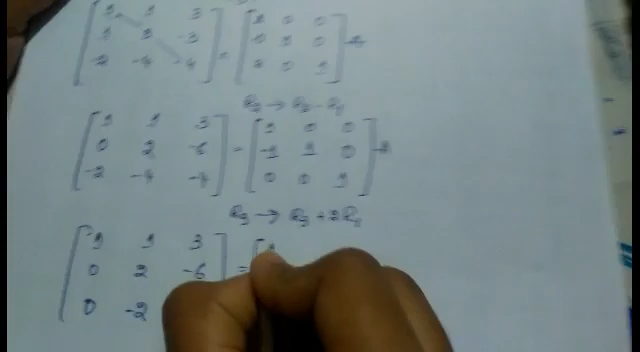 [1 1 3; 1 3 -3; -2 -4 -4] = [1 0 0; 0 1 0; 0 0 1] A
R2 → R2 - R1
[1 1 3; 0 2 -6; -2 -4 -4] = [1 0 0; -1 1 0; 0 0 1] A
R3 → R3 + 2R1
[1 1 3; 0 2 -6; 0 -2
= [1